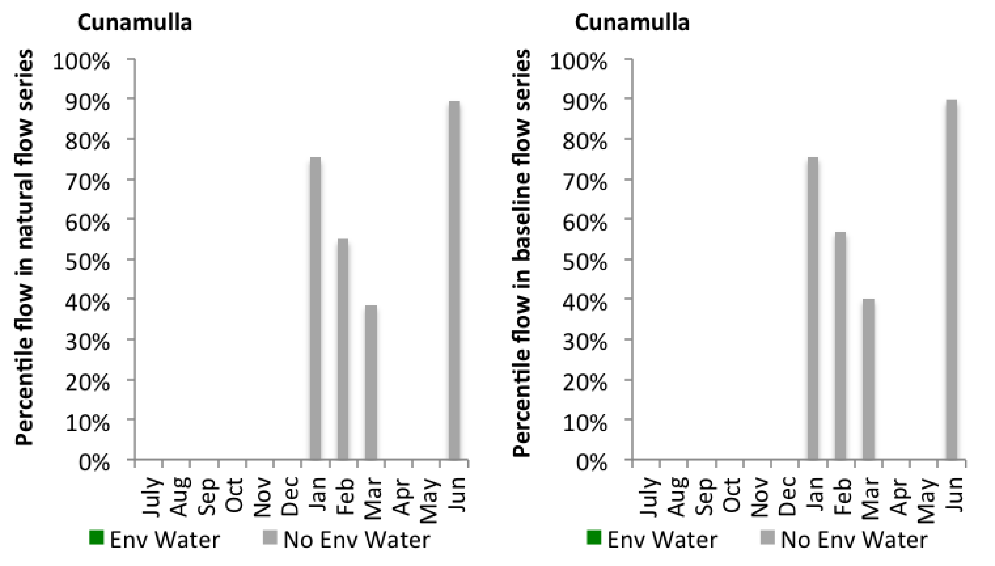 Cunamulla
Percentile flow in natural flow series
100%
90%
80%
70%
60%
50%
40%
30%
20%
10%
0%
July Aug Sep Oct Nov Dec Jan Feb Mar Apr May Jun
Env Water No Env Water
Cunamulla
Percentile flow in baseline flow series
100%
90%
80%
70%
60%
50%
40%
30%
20%
10%
0%
July Aug Sep Oct Nov Dec Jan Feb Mar Apr May Jun
Env Water No Env Water